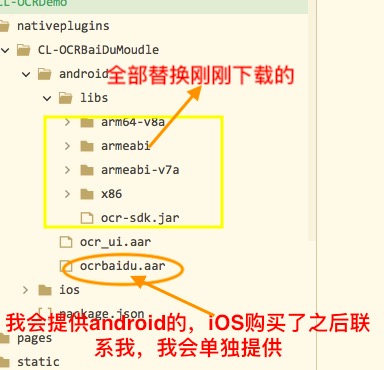 CL-OCRDemo
nativeplugins
CL-OCRBaiDuMoudle
android
全部替换刚刚下载的
libs
arm64-v8a
armeabi
armeabi-v7a
x86
ocr-sdk.jar
ocr_ui.aar
ocrbaidu.aar
ios
package.json
我会提供android的，iOS购买了之后联
系我，我会单独提供
pages
static